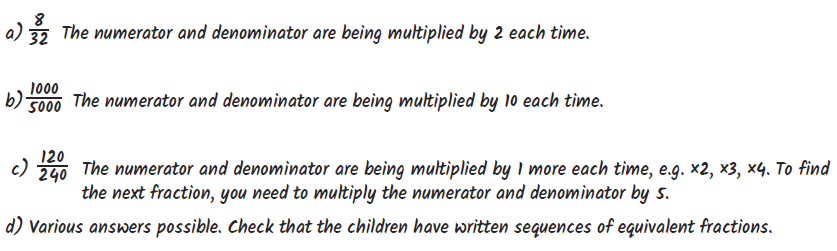 a) 8/32 The numerator and denominator are being multiplied by 2 each time.
b) 1000/5000 The numerator and denominator are being multiplied by 10 each time.
c) 120/240 The numerator and denominator are being multiplied by 1 more each time, e.g. ×2, ×3, ×4. To find
the next fraction, you need to multiply the numerator and denominator by 5.
d) Various answers possible. Check that the children have written sequences of equivalent fractions.